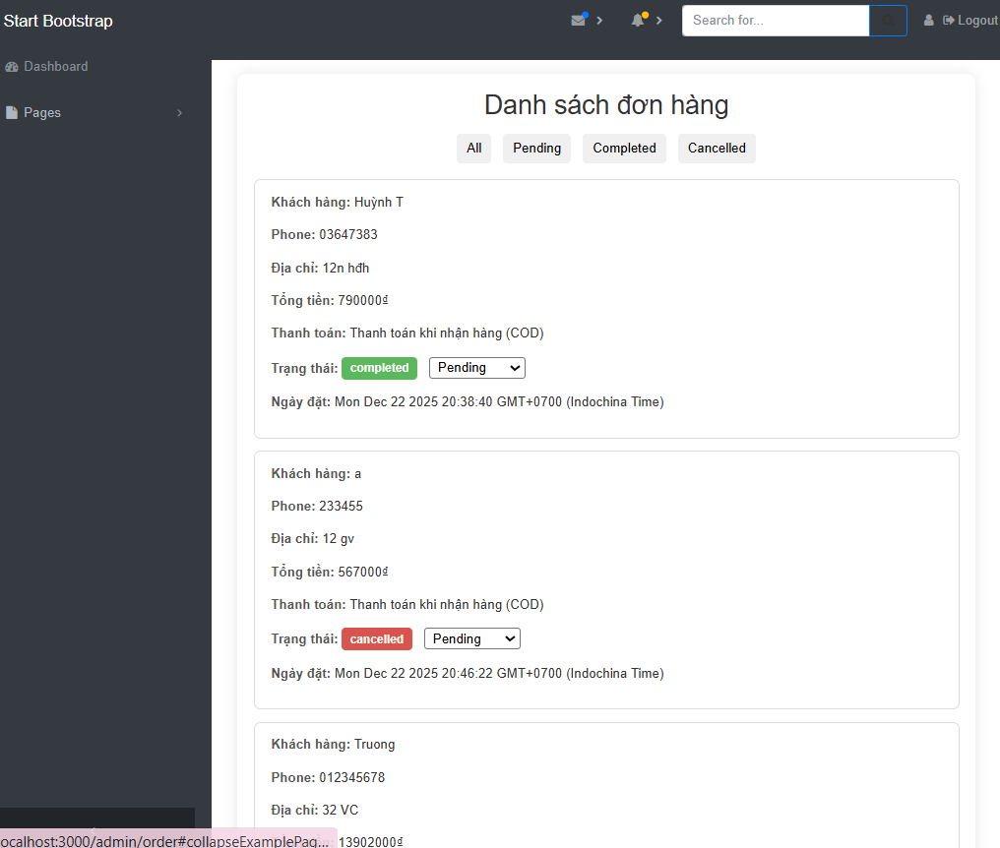 Start Bootstrap
Search for...
Logout
Dashboard
Pages
Danh sách đơn hàng
All Pending Completed Cancelled
Khách hàng: Huỳnh T
Phone: 03647383
Địa chỉ: 12n hđh
Tổng tiền: 790000₫
Thanh toán: Thanh toán khi nhận hàng (COD)
Trạng thái: completed Pending
Ngày đặt: Mon Dec 22 2025 20:38:40 GMT+0700 (Indochina Time)
Khách hàng: a
Phone: 233455
Địa chỉ: 12 gv
Tổng tiền: 567000₫
Thanh toán: Thanh toán khi nhận hàng (COD)
Trạng thái: cancelled Pending
Ngày đặt: Mon Dec 22 2025 20:46:22 GMT+0700 (Indochina Time)
Khách hàng: Truong
Phone: 012345678
Địa chỉ: 32 VC
13902000₫
ocalhost:3000/admin/order#collapseExamplePag...